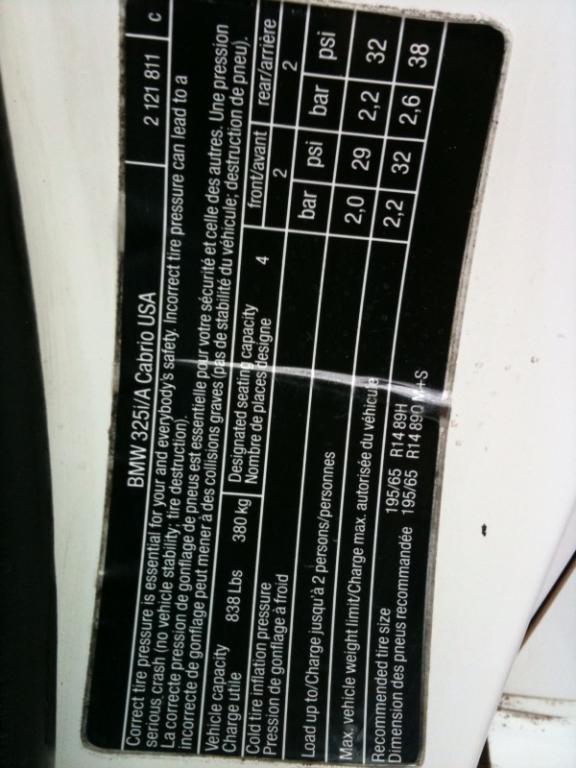 BMW 325i/A Cabrio USA 2 121 811 c
Correct tire pressure is essential for your and everybody's safety. Incorrect tire pressure can lead to a
serious crash (no vehicle stability; tire destruction).
La correcte pression de gonflage de pneus est essentielle pour votre sécurité et celle des autres. Une pression
incorrecte de gonflage peut mener à des collisions graves (pas de stabilité du véhicule; destruction de pneu).
Vehicle capacity Designated seating capacity front/avant rear/arrière
Charge utile 838 Lbs 380 kg Nombre de places designe 4 2 2
Cold tire inflation pressure
Pression de gonflage à froid bar psi bar psi
Load up to/Charge jusqu'à 2 persons/personnes 2,0 29 2,2 32
Max. vehicle weight limit/Charge max. autorisée du véhicule 2,2 32 2,6 38
Recommended tire size 195/65 R14 89H
Dimension des pneus recommandée 195/65 R14 89Q M+S